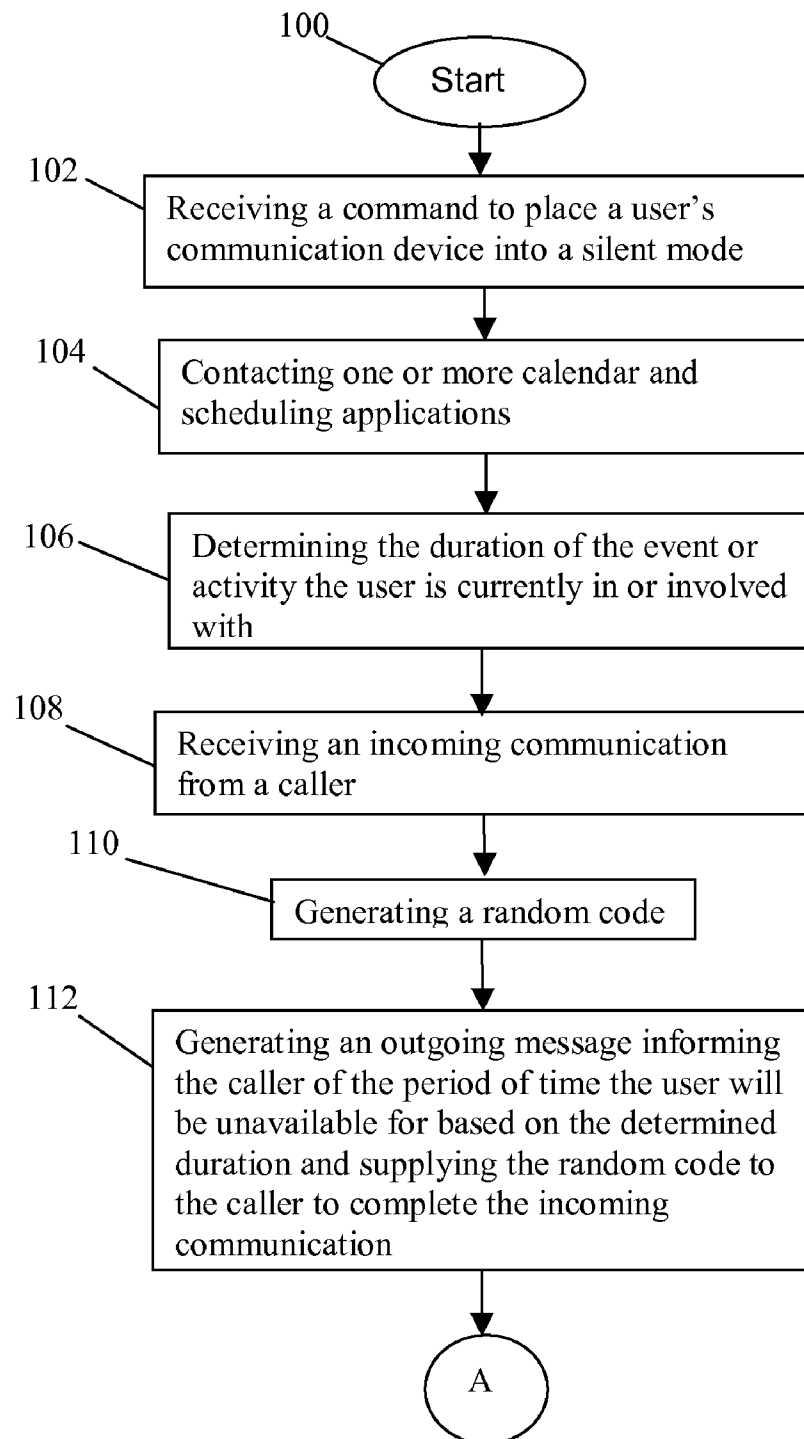 100
Start
102
Receiving a command to place a user's
communication device into a silent mode
104
Contacting one or more calendar and
scheduling applications
106
Determining the duration of the event or
activity the user is currently in or involved
with
108
Receiving an incoming communication
from a caller
110
Generating a random code
112
Generating an outgoing message informing
the caller of the period of time the user will
be unavailable for based on the determined
duration and supplying the random code to
the caller to complete the incoming
communication
A